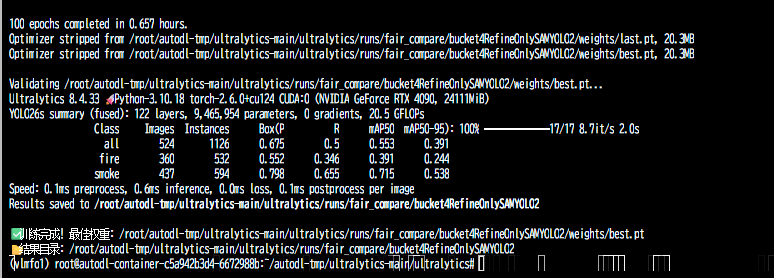 100 epochs completed in 0.657 hours.
Optimizer stripped from /root/autodl-tmp/ultralytics-main/ultralytics/runs/fair_compare/bucket4RefineOnlySAMYOLO2/weights/last.pt, 20.3MB
Optimizer stripped from /root/autodl-tmp/ultralytics-main/ultralytics/runs/fair_compare/bucket4RefineOnlySAMYOLO2/weights/best.pt, 20.3MB
Validating /root/autodl-tmp/ultralytics-main/ultralytics/runs/fair_compare/bucket4RefineOnlySAMYOLO2/weights/best.pt...
Ultralytics 8.4.33 🚀Python-3.10.18 torch-2.6.0+cu124 CUDA:0 (NVIDIA GeForce RTX 4090, 24111MiB)
YOLO26s summary (fused): 122 layers, 9,465,954 parameters, 0 gradients, 20.5 GFLOPs
Class Images Instances Box(P R mAP50 mAP50-95): 100% ━━━━━━━━━━━━17/17 8.7it/s 2.0s
all 524 1126 0.675 0.5 0.553 0.391
fire 360 532 0.552 0.346 0.391 0.244
smoke 437 594 0.798 0.655 0.715 0.538
Speed: 0.1ms preprocess, 0.6ms inference, 0.0ms loss, 0.1ms postprocess per image
Results saved to /root/autodl-tmp/ultralytics-main/ultralytics/runs/fair_compare/bucket4RefineOnlySAMYOLO2
✅训练完成! 最佳权重: /root/autodl-tmp/ultralytics-main/ultralytics/runs/fair_compare/bucket4RefineOnlySAMYOLO2/weights/best.pt
📂结果目录: /root/autodl-tmp/ultralytics-main/ultralytics/runs/fair_compare/bucket4RefineOnlySAMYOLO2
(wlmfo1) root@autodl-container-c5a942b3d4-6672988b:~/autodl-tmp/ultralytics-main/ultralytics#